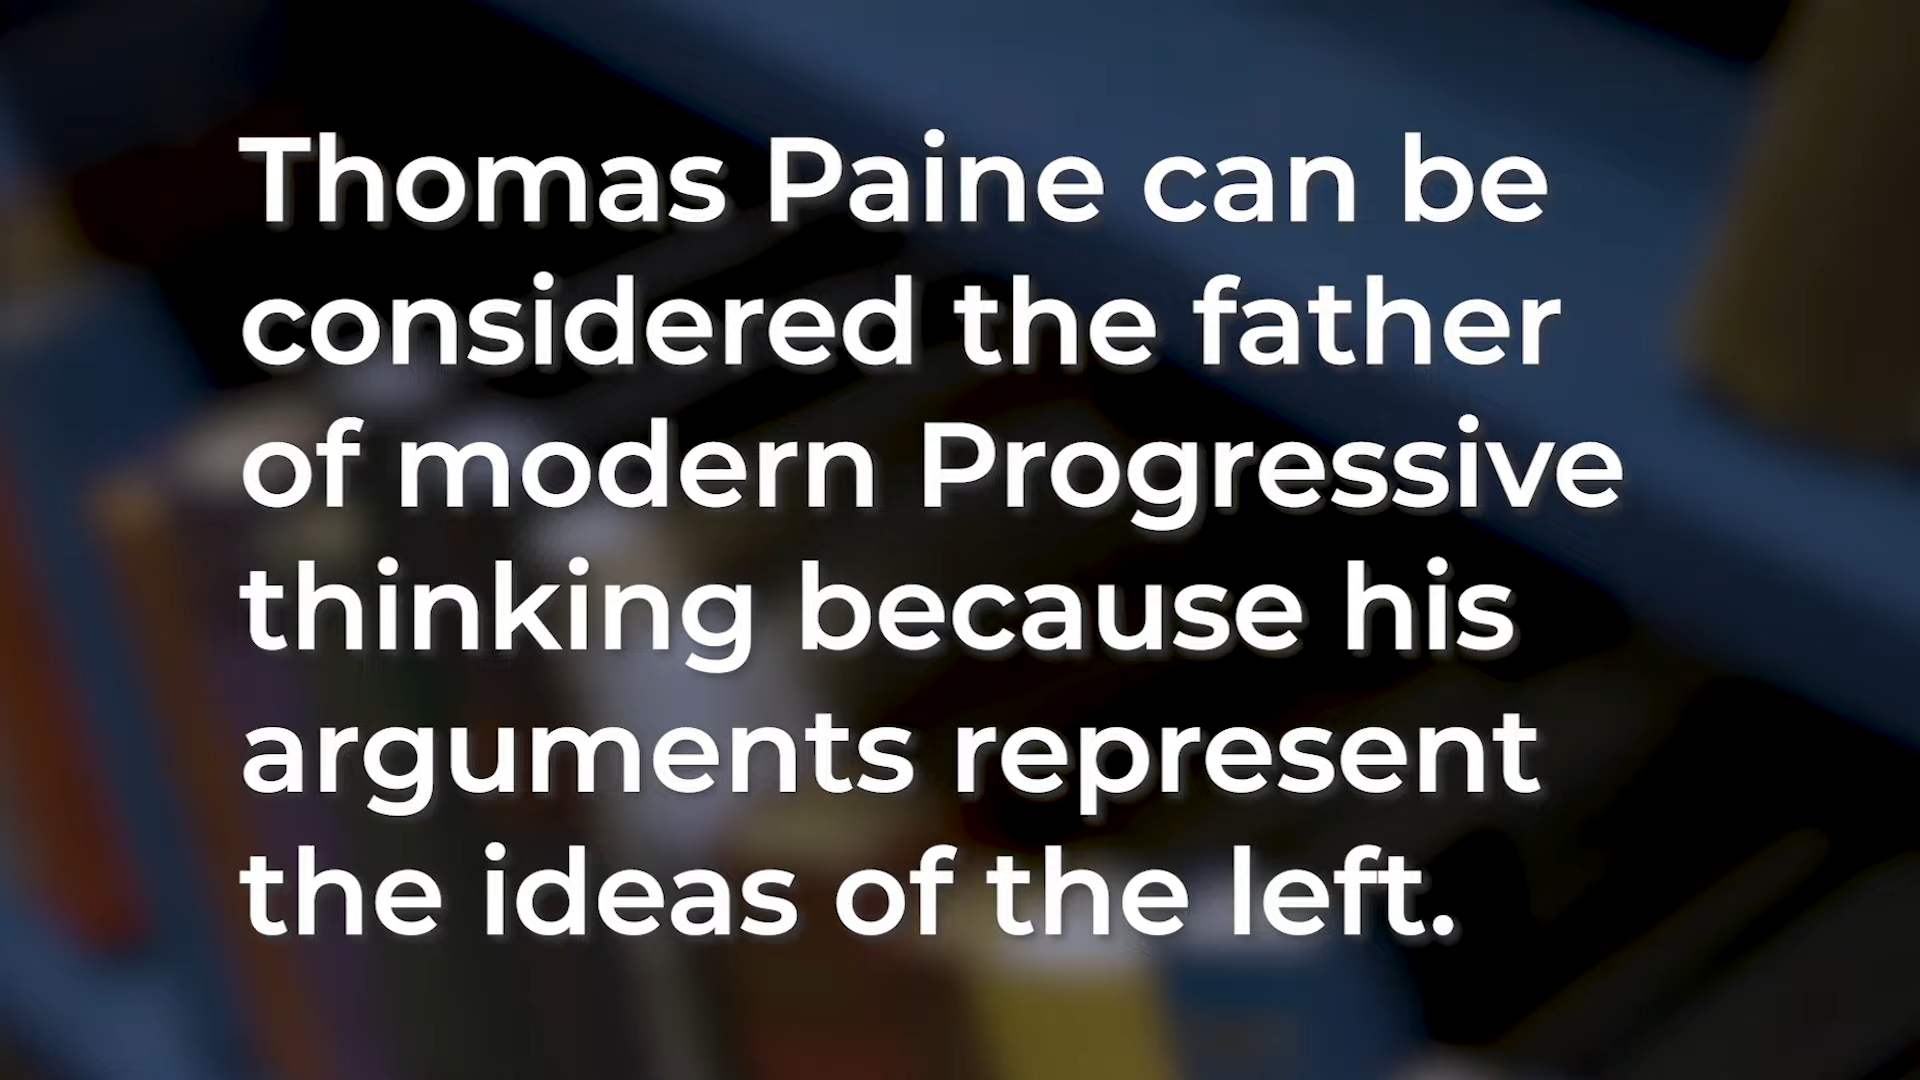 Thomas Paine can be
considered the father
of modern Progressive
thinking because his
arguments represent
the ideas of the left.